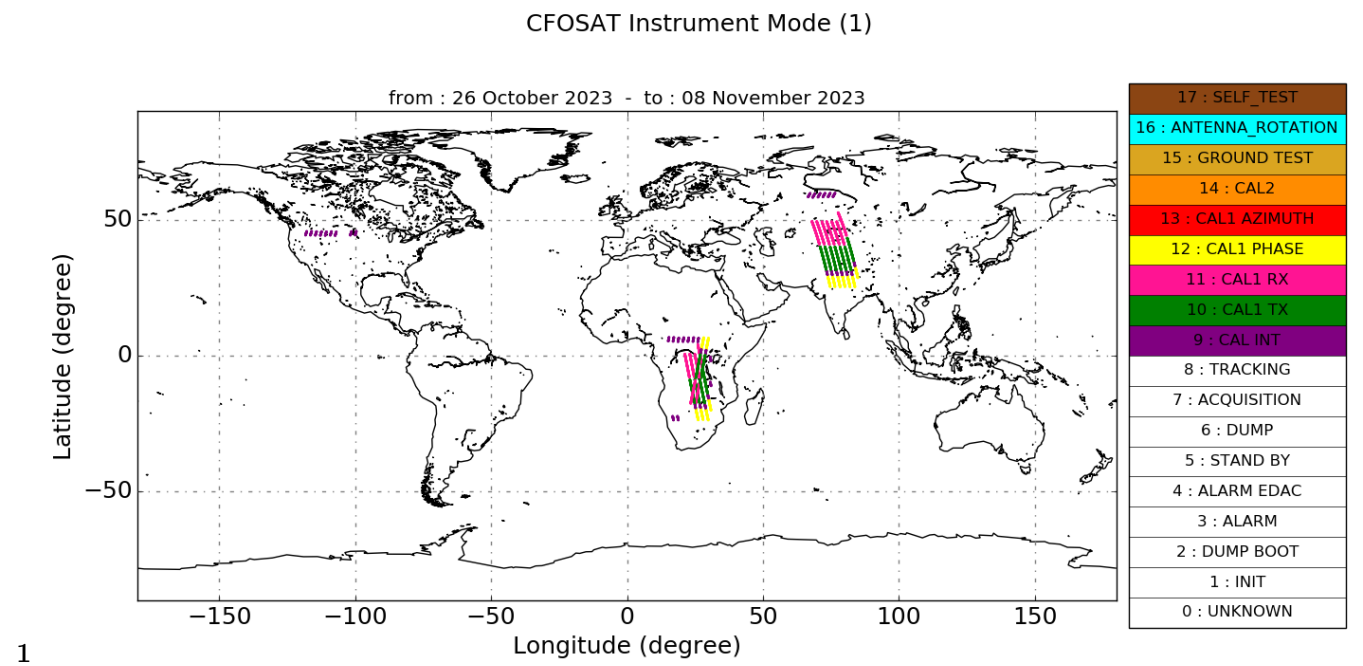 CFOSAT Instrument Mode (1)
from : 26 October 2023 - to : 08 November 2023
17 : SELF_TEST
16 : ANTENNA_ROTATION
15 : GROUND TEST
14 : CAL2
13 : CAL1 AZIMUTH
12 : CAL1 PHASE
11 : CAL1 RX
10 : CAL1 TX
9 : CAL INT
8 : TRACKING
7 : ACQUISITION
6 : DUMP
5 : STAND BY
4 : ALARM EDAC
3 : ALARM
2 : DUMP BOOT
1 : INIT
0 : UNKNOWN
Latitude (degree)
50
0
−50
−150 −100 −50 0 50 100 150
Longitude (degree)
1